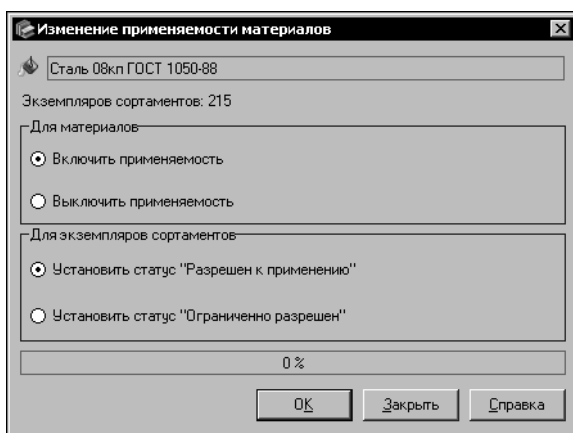 Изменение применяемости материалов
Сталь 08кп ГОСТ 1050-88
Экземпляров сортаментов: 215
Для материалов
Включить применяемость
Выключить применяемость
Для экземпляров сортаментов
Установить статус "Разрешен к применению"
Установить статус "Ограниченно разрешен"
0 %
OK Закрыть Справка